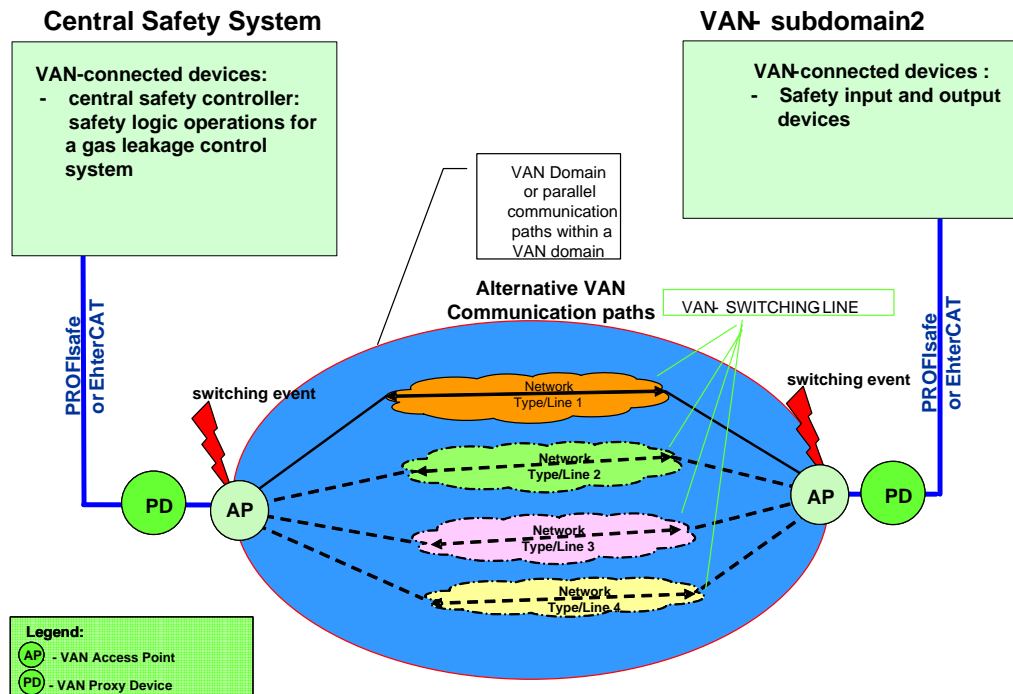 Central Safety System
VAN- subdomain2
VAN-connected devices:
- central safety controller:
safety logic operations for
a gas leakage control
system
VAN-connected devices :
- Safety input and output
devices
VAN Domain
or parallel
communication
paths within a
VAN domain
Alternative VAN
Communication paths
VAN- SWITCHING LINE
PROFIsafe
or EhterCAT
PROFIsafe
or EhterCAT
switching event
switching event
Network
Type/Line 1
Network
Type/Line 2
Network
Type/Line 3
Network
Type/Line 4
PD
AP
AP
PD
Legend:
AP - VAN Access Point
PD - VAN Proxy Device